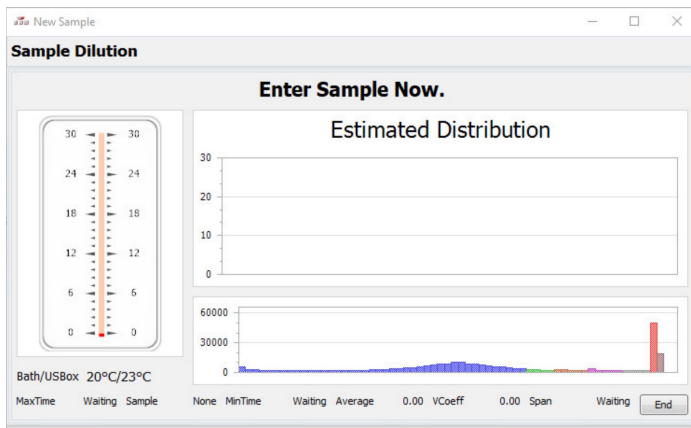 New Sample
Sample Dilution
Enter Sample Now.
Estimated Distribution
30 30
24 24
18 18
12 12
6 6
0 0
30
20
10
0
60000
30000
0
Bath/USBox 20°C/23°C
MaxTime Waiting Sample None MinTime Waiting Average 0.00 VCoeff 0.00 Span Waiting End